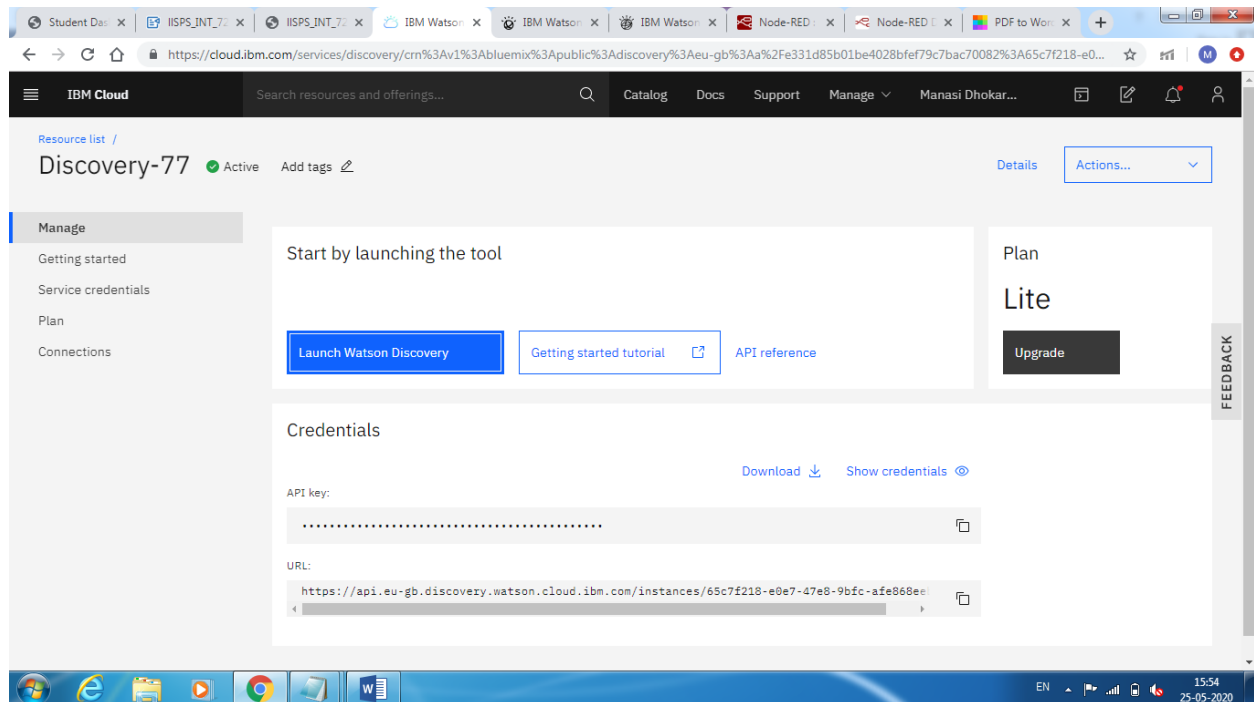 Student Das
IISPS_INT_72
IISPS_INT_72
IBM Watson
IBM Watson
IBM Watson
Node-RED :
Node-RED
PDF to Wor
https://cloud.ibm.com/services/discovery/crn%3Av1%3Abluemix%3Apublic%3Adiscovery%3Aeu-gb%3Aa%2Fe331d85b01be4028bfef79c7bac70082%3A65c7f218-e0...
M
IBM Cloud
Search resources and offerings...
Catalog
Docs
Support
Manage
Manasi Dhokar...
Resource list /
Discovery-77
Active
Add tags
Details
Actions...
Manage
Getting started
Service credentials
Plan
Connections
Start by launching the tool
Launch Watson Discovery
Getting started tutorial
API reference
Plan
Lite
Upgrade
FEEDBACK
Credentials
Download
Show credentials
API key:
............................................
URL:
https://api.eu-gb.discovery.watson.cloud.ibm.com/instances/65c7f218-e0e7-47e8-9bfc-afe868ee
EN
15:54
25-05-2020